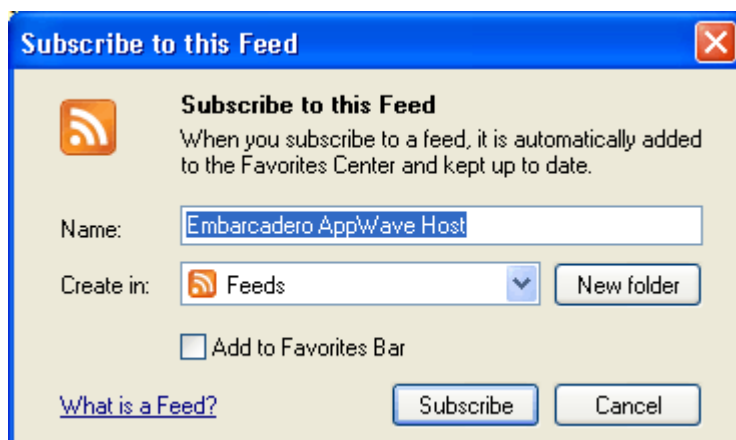 Subscribe to this Feed
Subscribe to this Feed
When you subscribe to a feed, it is automatically added
to the Favorites Center and kept up to date.
Name: Embarcadero AppWave Host
Create in: Feeds New folder
Add to Favorites Bar
What is a Feed? Subscribe Cancel